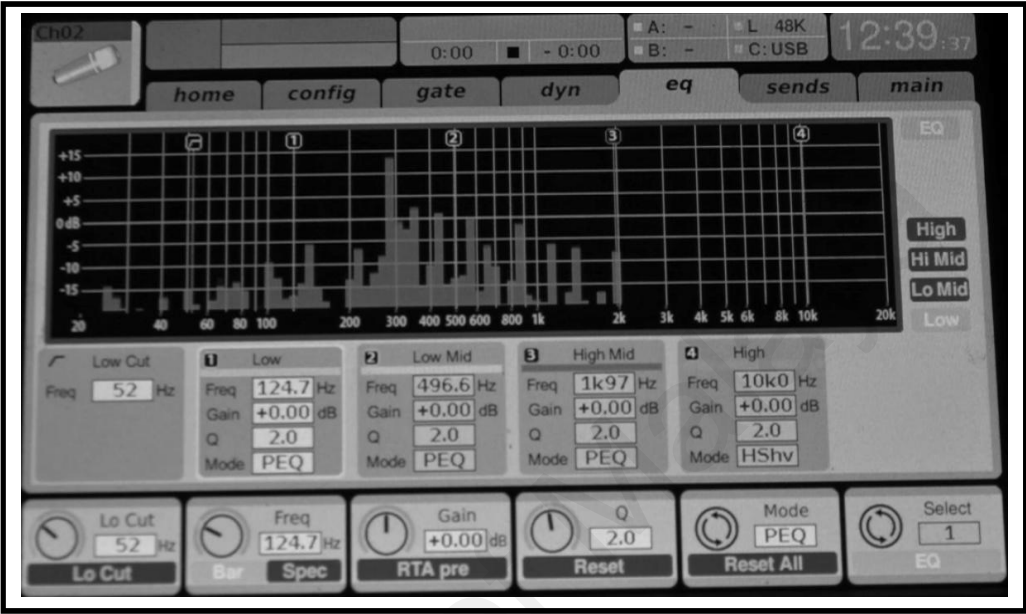 Ch02
A: - L 48K
0:00 - 0:00 B: - C: USB
12:39:37
home config gate dyn eq sends main
1 2 3 4 EQ
+15
+10
+5
0dB
-5
-10
-15
20 40 60 80 100 200 300 400 500 600 800 1k 2k 3k 4k 5k 6k 8k 10k 20k
High
Hi Mid
Lo Mid
Low
Low Cut
Freq 52 Hz
1 Low
Freq 124.7 Hz
Gain +0.00 dB
Q 2.0
Mode PEQ
2 Low Mid
Freq 496.6 Hz
Gain +0.00 dB
Q 2.0
Mode PEQ
3 High Mid
Freq 1k97 Hz
Gain +0.00 dB
Q 2.0
Mode PEQ
4 High
Freq 10k0 Hz
Gain +0.00 dB
Q 2.0
Mode HShv
Lo Cut
52 Hz
Lo Cut
Freq
124.7 Hz
Bar Spec
Gain
+0.00 dB
RTA pre
Q
2.0
Reset
Mode
PEQ
Reset All
Select
1
EQ